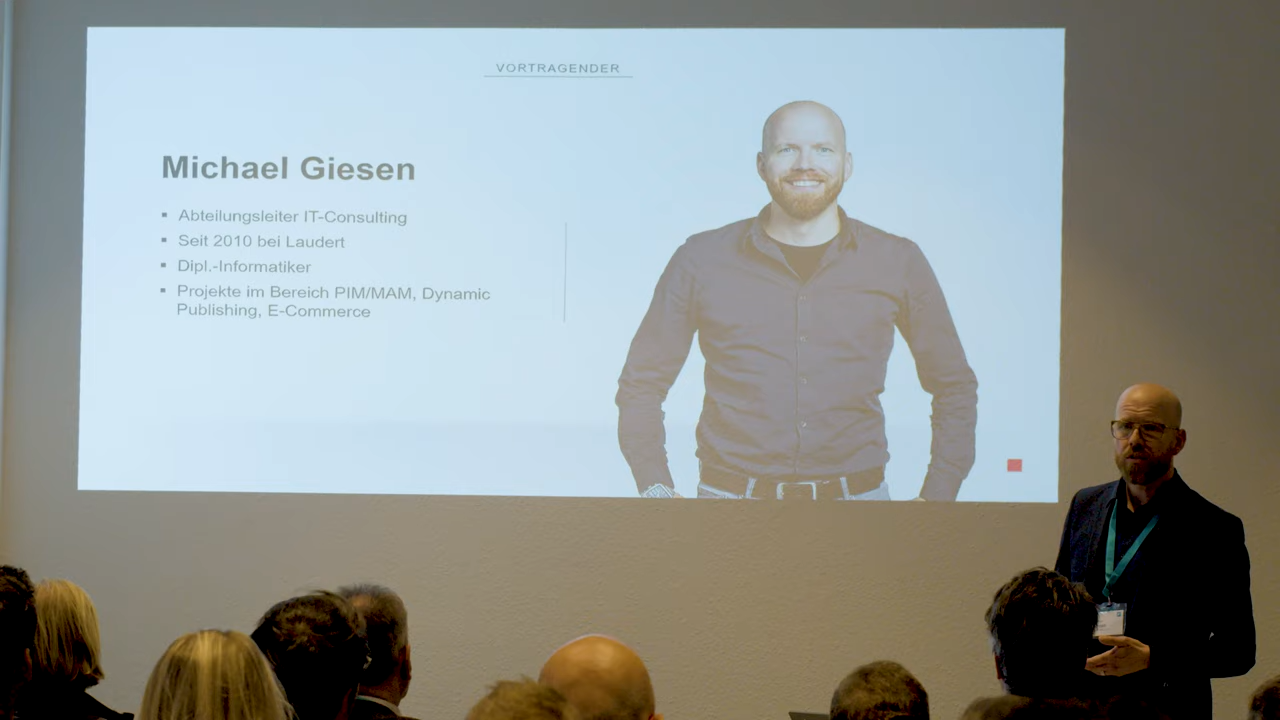 VORTRAGENDER
Michael Giesen
▪ Abteilungsleiter IT-Consulting
▪ Seit 2010 bei Laudert
▪ Dipl.-Informatiker
▪ Projekte im Bereich PIM/MAM, Dynamic
Publishing, E-Commerce